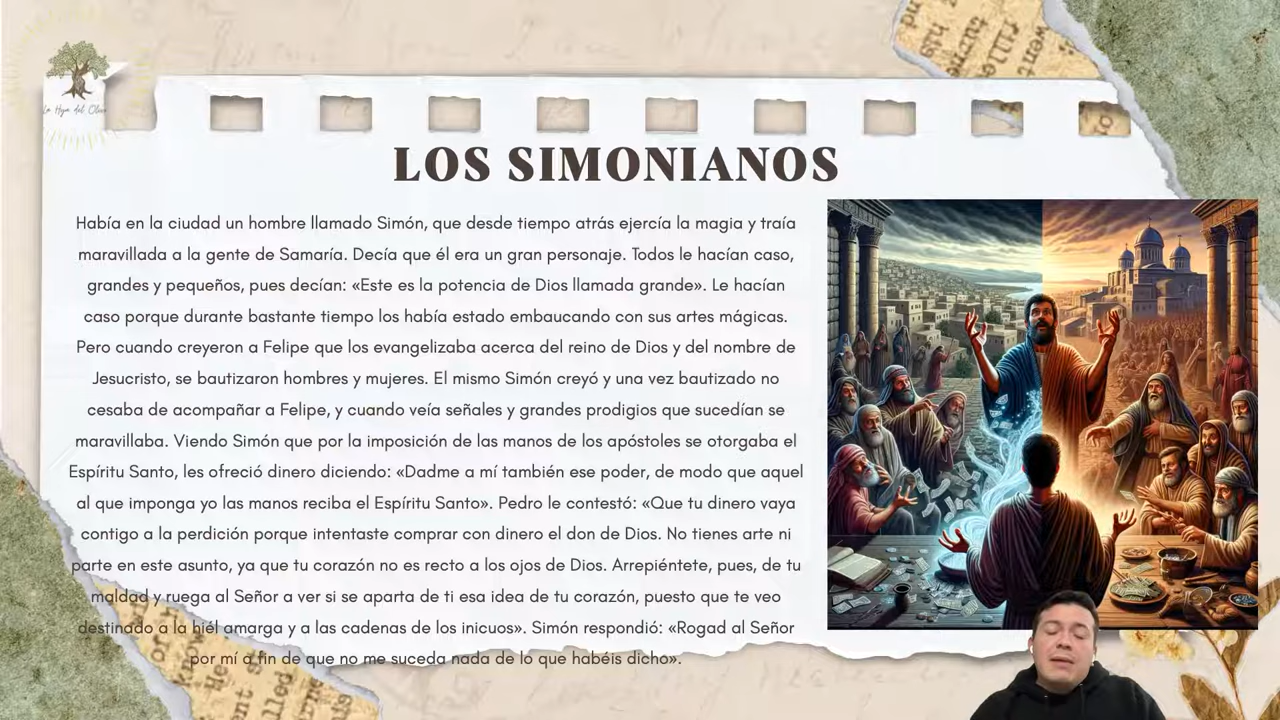 La Hoja del Olivo
LOS SIMONIANOS
Había en la ciudad un hombre llamado Simón, que desde tiempo atrás ejercía la magia y traía
maravillada a la gente de Samaría. Decía que él era un gran personaje. Todos le hacían caso,
grandes y pequeños, pues decían: «Este es la potencia de Dios llamada grande». Le hacían
caso porque durante bastante tiempo los había estado embaucando con sus artes mágicas.
Pero cuando creyeron a Felipe que los evangelizaba acerca del reino de Dios y del nombre de
Jesucristo, se bautizaron hombres y mujeres. El mismo Simón creyó y una vez bautizado no
cesaba de acompañar a Felipe, y cuando veía señales y grandes prodigios que sucedían se
maravillaba. Viendo Simón que por la imposición de las manos de los apóstoles se otorgaba el
Espíritu Santo, les ofreció dinero diciendo: «Dadme a mí también ese poder, de modo que aquel
al que imponga yo las manos reciba el Espíritu Santo». Pedro le contestó: «Que tu dinero vaya
contigo a la perdición porque intentaste comprar con dinero el don de Dios. No tienes arte ni
parte en este asunto, ya que tu corazón no es recto a los ojos de Dios. Arrepiéntete, pues, de tu
maldad y ruega al Señor a ver si se aparta de ti esa idea de tu corazón, puesto que te veo
destinado a la hiel amarga y a las cadenas de los inicuos». Simón respondió: «Rogad al Señor
por mí a fin de que no me suceda nada de lo que habéis dicho».